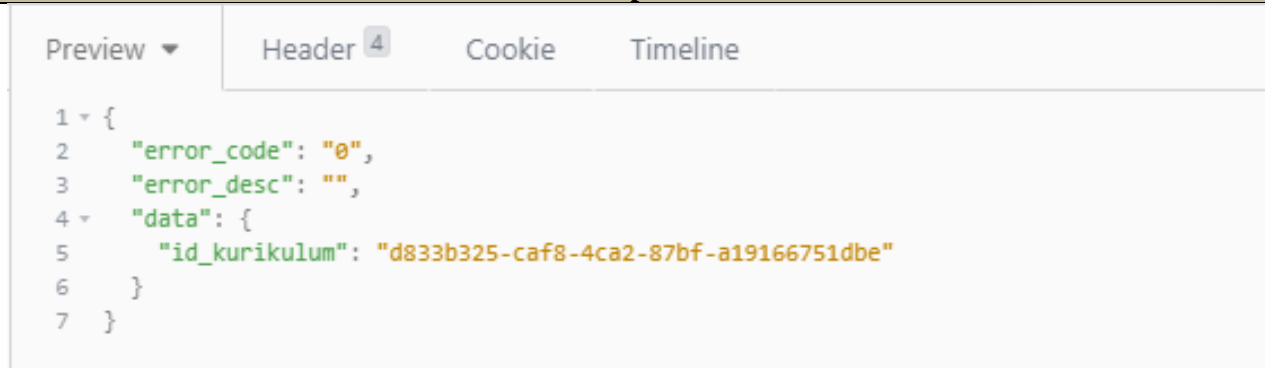 Preview Header 4 Cookie Timeline
1 {
2 "error_code": "0",
3 "error_desc": "",
4 "data": {
5 "id_kurikulum": "d833b325-caf8-4ca2-87bf-a19166751dbe"
6 }
7 }